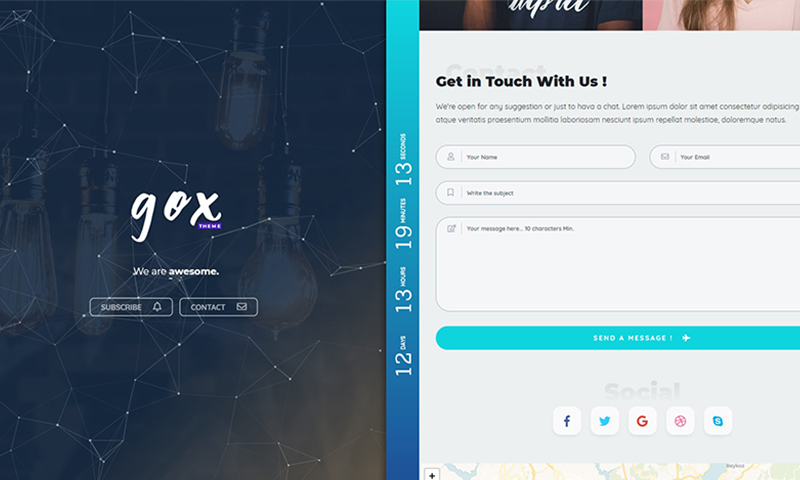 gox
THEME
We are awesome.
SUBSCRIBE
CONTACT
13 SECONDS
19 MINUTES
13 HOURS
12 DAYS
Contact
Get in Touch With Us !
We're open for any suggestion or just to have a chat. Lorem ipsum dolor sit amet consectetur adipisicing
atque veritatis praesentium mollitia laboriosam nesciunt ipsum repellat molestiae, doloremque natus.
Your Name
Your Email
Write the subject
Your message here... 10 characters Min.
SEND A MESSAGE !
Social
+
Beykoz